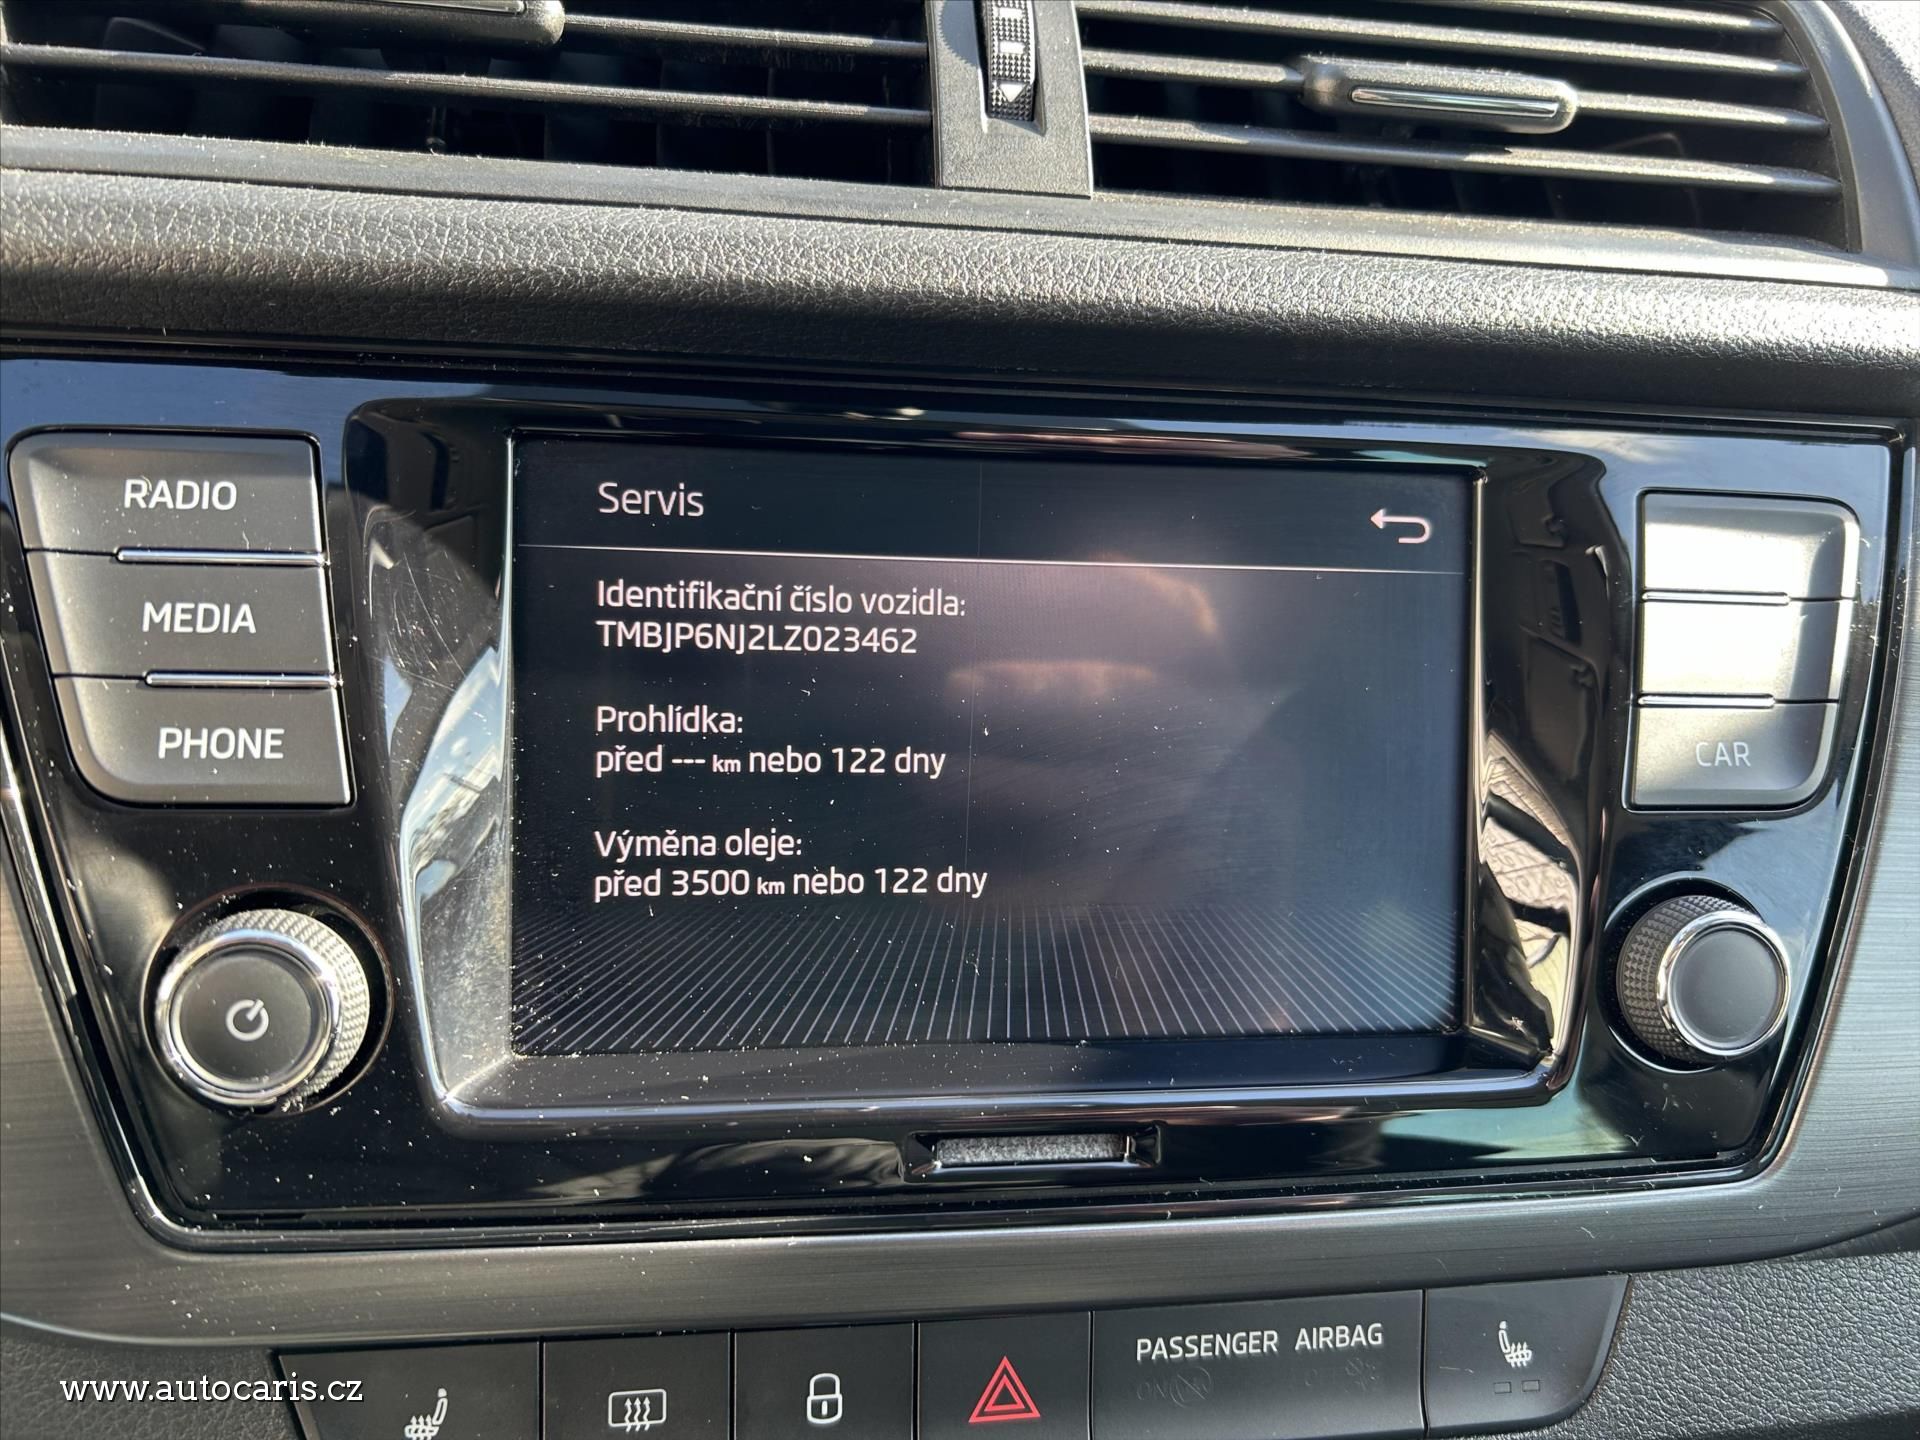 RADIO
MEDIA
PHONE
Servis
Identifikační číslo vozidla:
TMBJP6NJ2LZ023462
Prohlídka:
před --- km nebo 122 dny
Výměna oleje:
před 3500 km nebo 122 dny
CAR
PASSENGER AIRBAG
ON
www.autocaris.cz